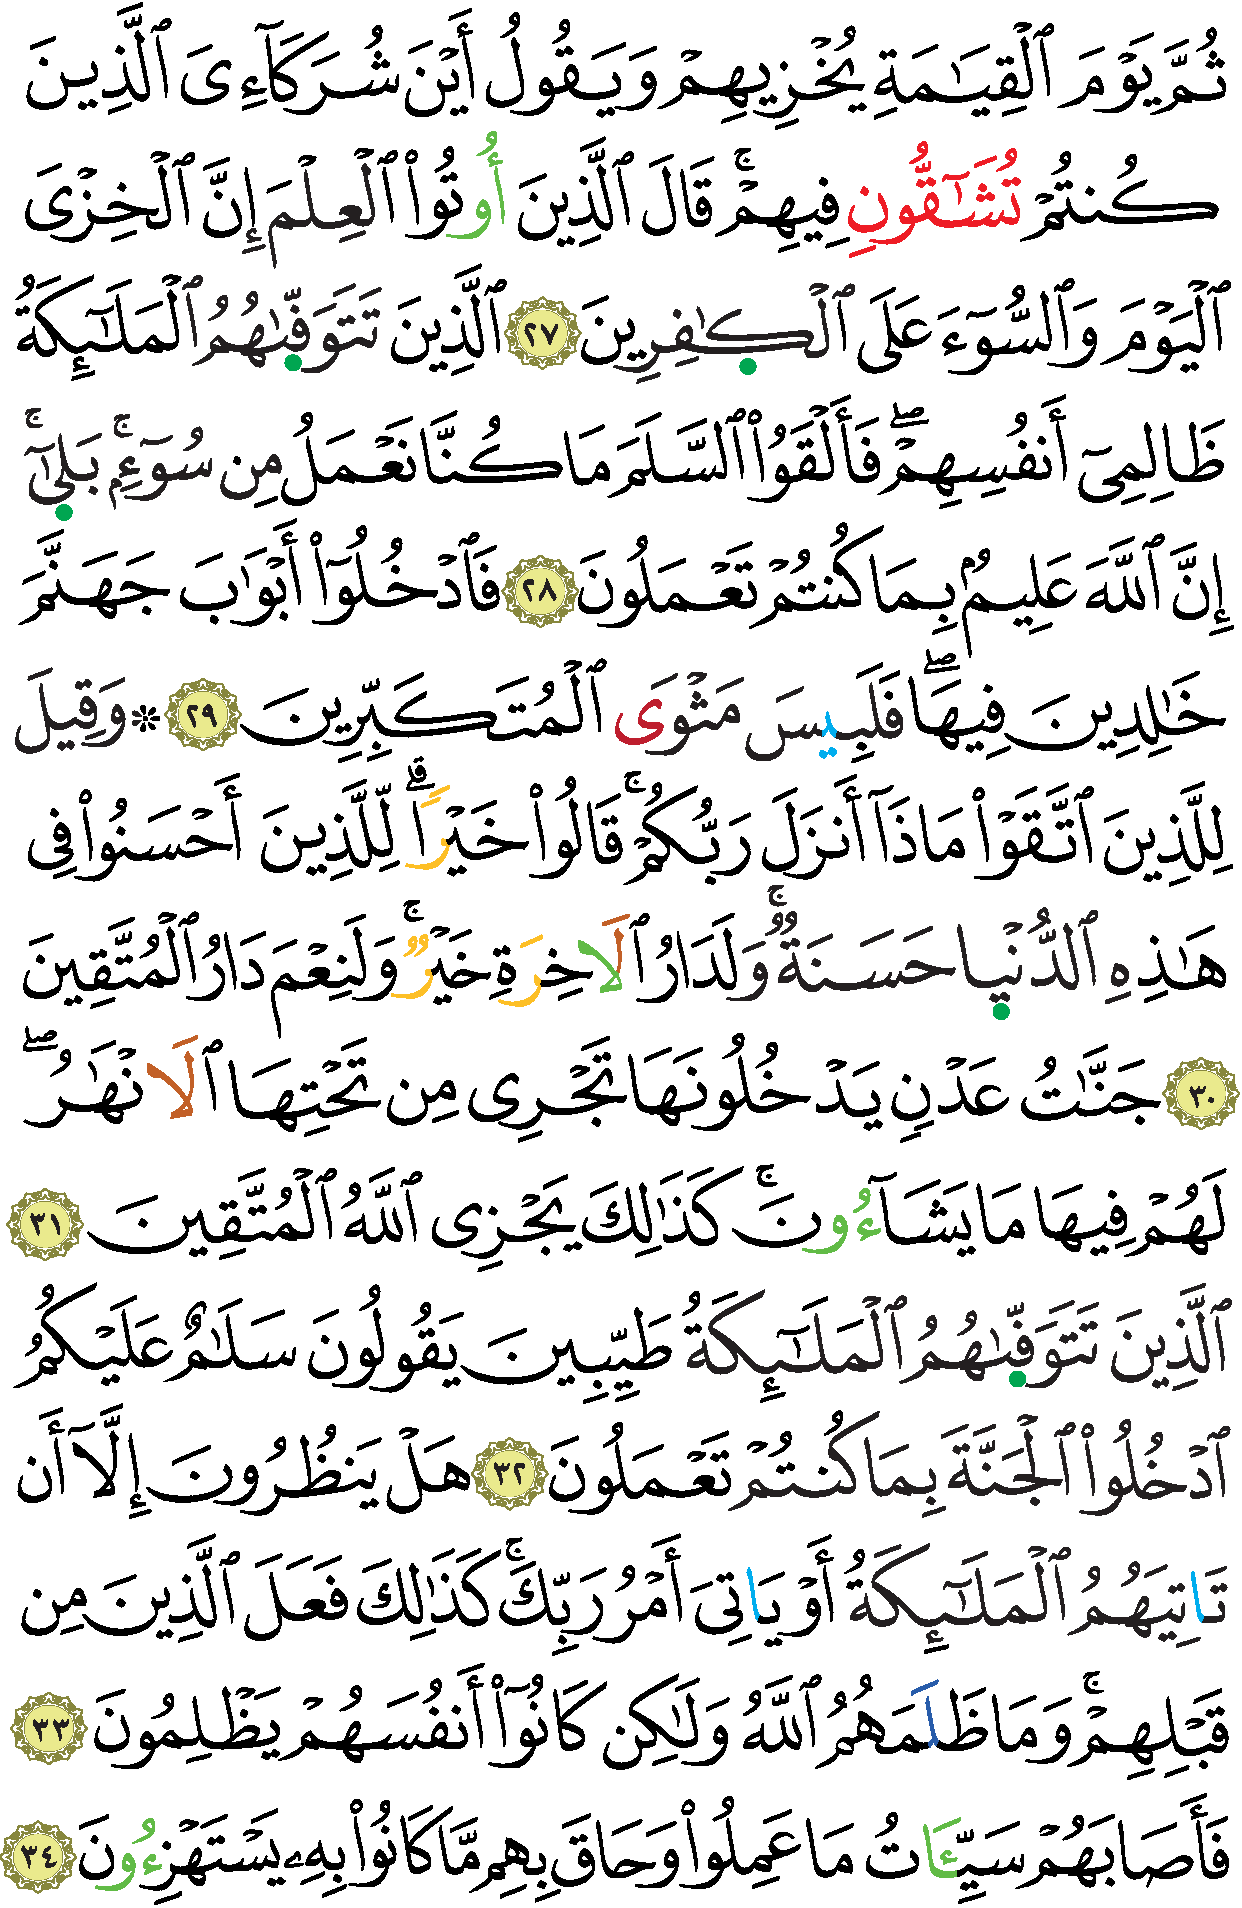 ثُمَّ يَوْمَ ٱلْقِيَٰمَةِ يُخْزِيهِمْ وَيَقُولُ أَيْنَ شُرَكَآءِىَ ٱلَّذِينَ
كُنتُمْ تُشَٰٓقُّونِ فِيهِمْۚ قَالَ ٱلَّذِينَ أُوتُوا۟ ٱلْعِلْمَ إِنَّ ٱلْخِزْىَ
ٱلْيَوْمَ وَٱلسُّوٓءَ عَلَى ٱلْكَٰفِرِينَ ٢٧ ٱلَّذِينَ تَتَوَفَّىٰهُمُ ٱلْمَلَٰٓئِكَةُ
ظَالِمِىٓ أَنفُسِهِمْۖ فَأَلْقَوُا۟ ٱلسَّلَمَ مَا كُنَّا نَعْمَلُ مِن سُوٓءِۭۚ بَلَىٰٓۚ
إِنَّ ٱللَّهَ عَلِيمُۢ بِمَا كُنتُمْ تَعْمَلُونَ ٢٨ فَٱدْخُلُوٓا۟ أَبْوَٰبَ جَهَنَّمَ
خَٰلِدِينَ فِيهَاۖ فَلَبِيسَ مَثْوَى ٱلْمُتَكَبِّرِينَ ٢٩ ۞ وَقِيلَ
لِلَّذِينَ ٱتَّقَوْا۟ مَاذَآ أَنزَلَ رَبُّكُمْۚ قَالُوا۟ خَيْرًاۗ لِّلَّذِينَ أَحْسَنُوا۟ فِى
هَٰذِهِ ٱلدُّنْيَا حَسَنَةٌۚ وَلَدَارُ ٱلَاخِرَةِ خَيْرٌۚ وَلَنِعْمَ دَارُ ٱلْمُتَّقِينَ
٣٠ جَنَّٰتُ عَدْنٍ يَدْخُلُونَهَا تَجْرِى مِن تَحْتِهَا ٱلَانْهَٰرُۖ
لَهُمْ فِيهَا مَا يَشَآءُونَۚ كَذَٰلِكَ يَجْزِى ٱللَّهُ ٱلْمُتَّقِينَ ٣١
ٱلَّذِينَ تَتَوَفَّىٰهُمُ ٱلْمَلَٰٓئِكَةُ طَيِّبِينَ يَقُولُونَ سَلَٰمٌ عَلَيْكُمُ
ٱدْخُلُوا۟ ٱلْجَنَّةَ بِمَا كُنتُمْ تَعْمَلُونَ ٣٢ هَلْ يَنظُرُونَ إِلَّآ أَن
تَاتِيَهُمُ ٱلْمَلَٰٓئِكَةُ أَوْ يَاتِىَ أَمْرُ رَبِّكَۚ كَذَٰلِكَ فَعَلَ ٱلَّذِينَ مِن
قَبْلِهِمْۚ وَمَا ظَلَمَهُمُ ٱللَّهُ وَلَٰكِن كَانُوٓا۟ أَنفُسَهُمْ يَظْلِمُونَ ٣٣
فَأَصَابَهُمْ سَيِّـَٔاتُ مَا عَمِلُوا۟ وَحَاقَ بِهِم مَّا كَانُوا۟ بِهِۦ يَسْتَهْزِءُونَ ٣٤